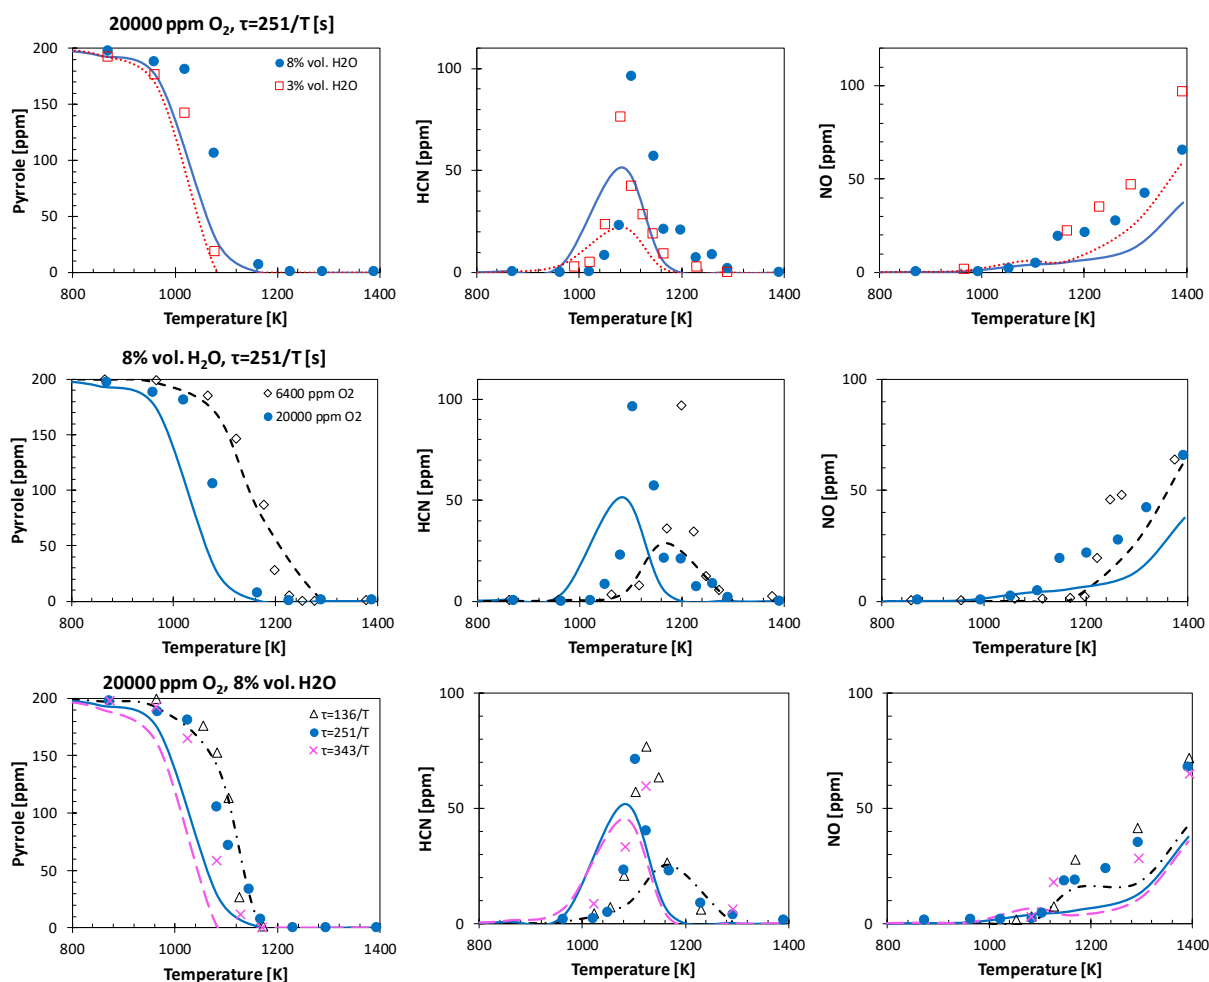 20000 ppm O2, τ=251/T [s]
200
150
100
50
0
Pyrrole [ppm]
8% vol. H2O
3% vol. H2O
800
1000
1200
1400
Temperature [K]
100
50
0
HCN [ppm]
800
1000
1200
1400
Temperature [K]
100
50
0
NO [ppm]
800
1000
1200
1400
Temperature [K]
8% vol. H2O, τ=251/T [s]
200
150
100
50
0
Pyrrole [ppm]
6400 ppm O2
20000 ppm O2
800
1000
1200
1400
Temperature [K]
100
50
0
HCN [ppm]
800
1000
1200
1400
Temperature [K]
100
50
0
NO [ppm]
800
1000
1200
1400
Temperature [K]
20000 ppm O2, 8% vol. H2O
200
150
100
50
0
Pyrrole [ppm]
τ=136/T
τ=251/T
τ=343/T
800
1000
1200
1400
Temperature [K]
100
50
0
HCN [ppm]
800
1000
1200
1400
Temperature [K]
100
50
0
NO [ppm]
800
1000
1200
1400
Temperature [K]